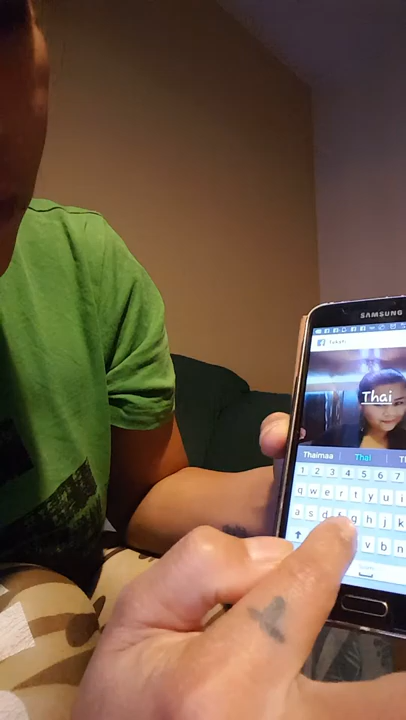 SAMSUNG
Thai
Thaimaa Thai
1 2 3 4 5 6 7
q w e r t y u i
a s d f g h j k
v b n